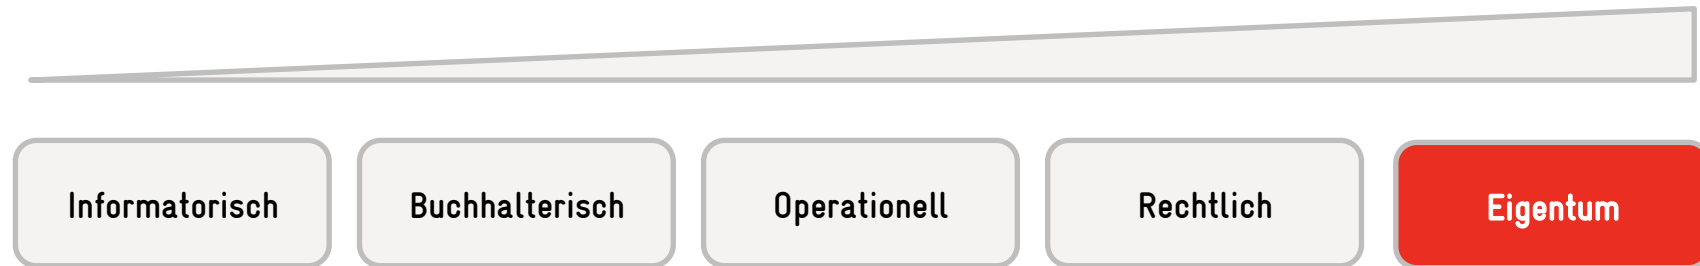 Informatorisch
Buchhalterisch
Operationell
Rechtlich
Eigentum